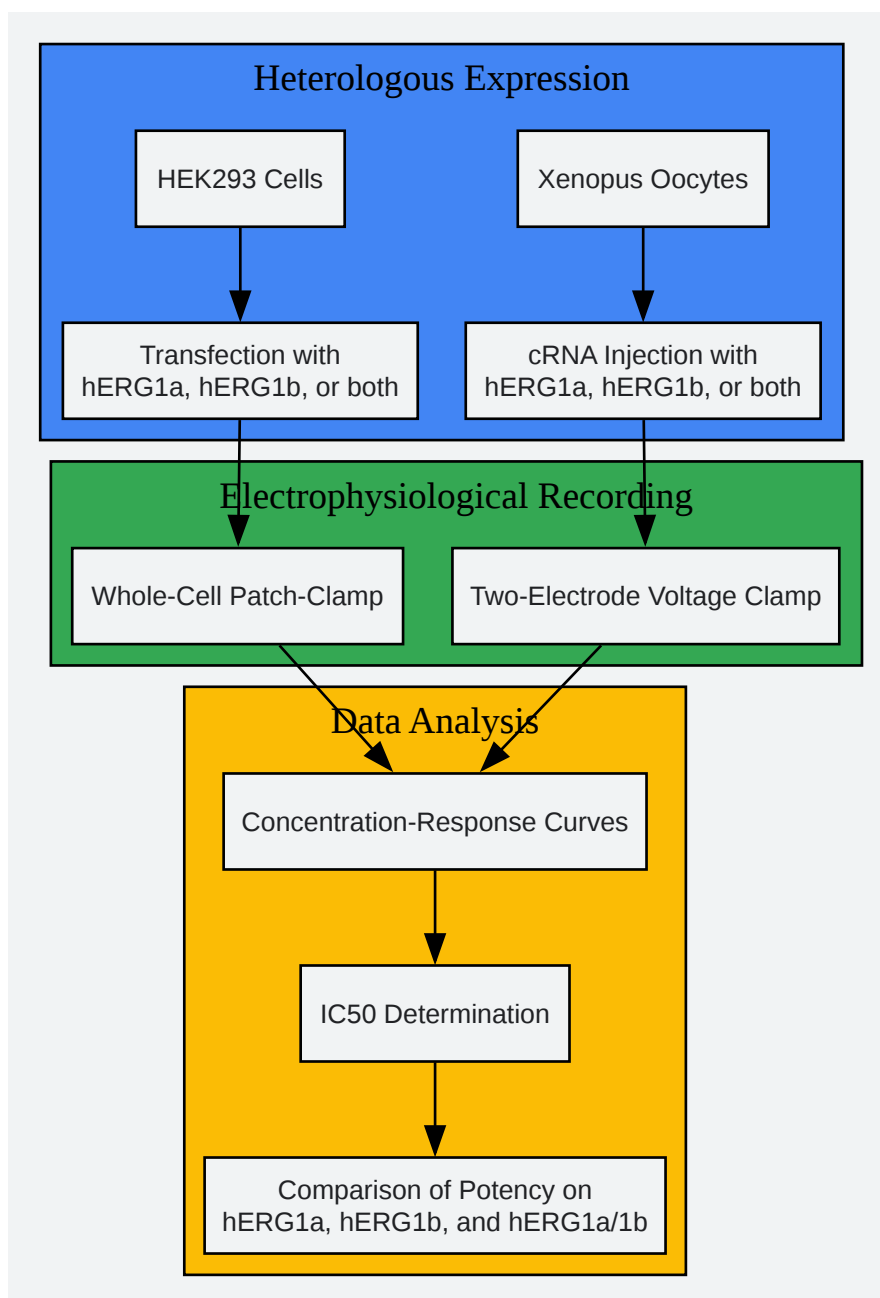 Heterologous Expression
HEK293 Cells
Xenopus Oocytes
Transfection with
hERG1a, hERG1b, or both
cRNA Injection with
hERG1a, hERG1b, or both
Electrophysiological Recording
Whole-Cell Patch-Clamp
Two-Electrode Voltage Clamp
Data Analysis
Concentration-Response Curves
IC50 Determination
Comparison of Potency on
hERG1a, hERG1b, and hERG1a/1b